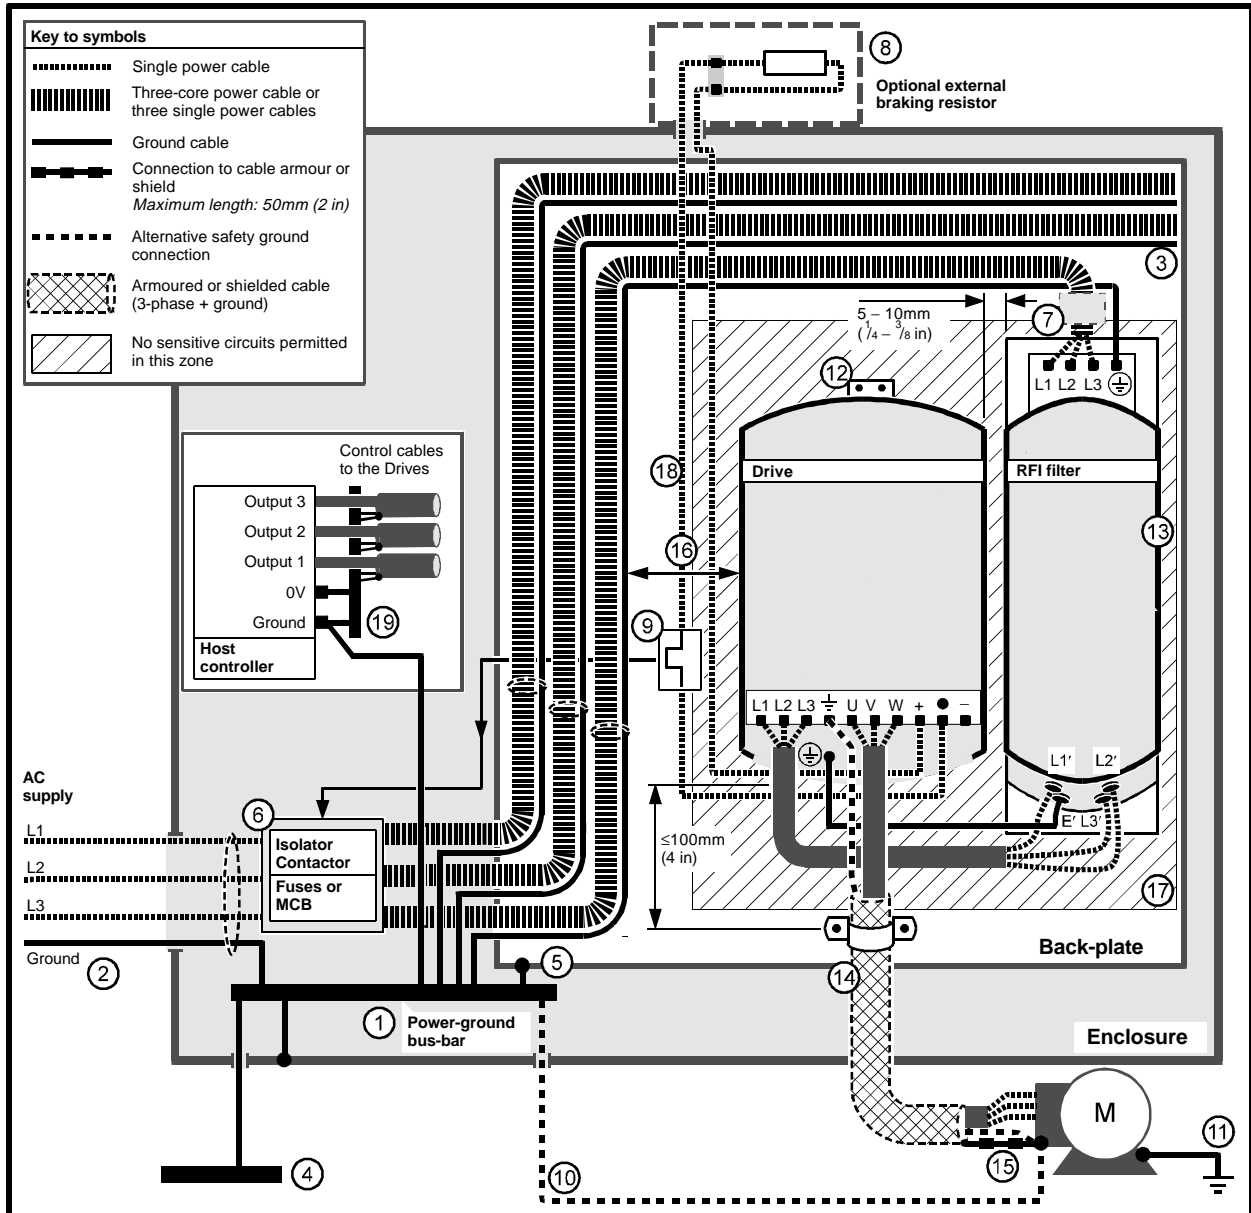 Key to symbols
Single power cable
Three-core power cable or
three single power cables
Ground cable
Connection to cable armour or
shield
Maximum length: 50mm (2 in)
Alternative safety ground
connection
Armoured or shielded cable
(3-phase + ground)
No sensitive circuits permitted
in this zone
8
Optional external
braking resistor
3
5 – 10mm
(1/4 – 3/8 in)
7
12
L1 L2 L3
Control cables
to the Drives
18
Drive
RFI filter
Output 3
Output 2
Output 1
0V
Ground
Host
controller
19
13
16
9
L1 L2 L3 U V W + −
L1′ L2′
E′ L3′
AC
supply
L1
L2
L3
Ground
2
6
Isolator
Contactor
Fuses or
MCB
≤100mm
(4 in)
17
Back-plate
5
14
1
Power-ground
bus-bar
Enclosure
M
11
15
4
10